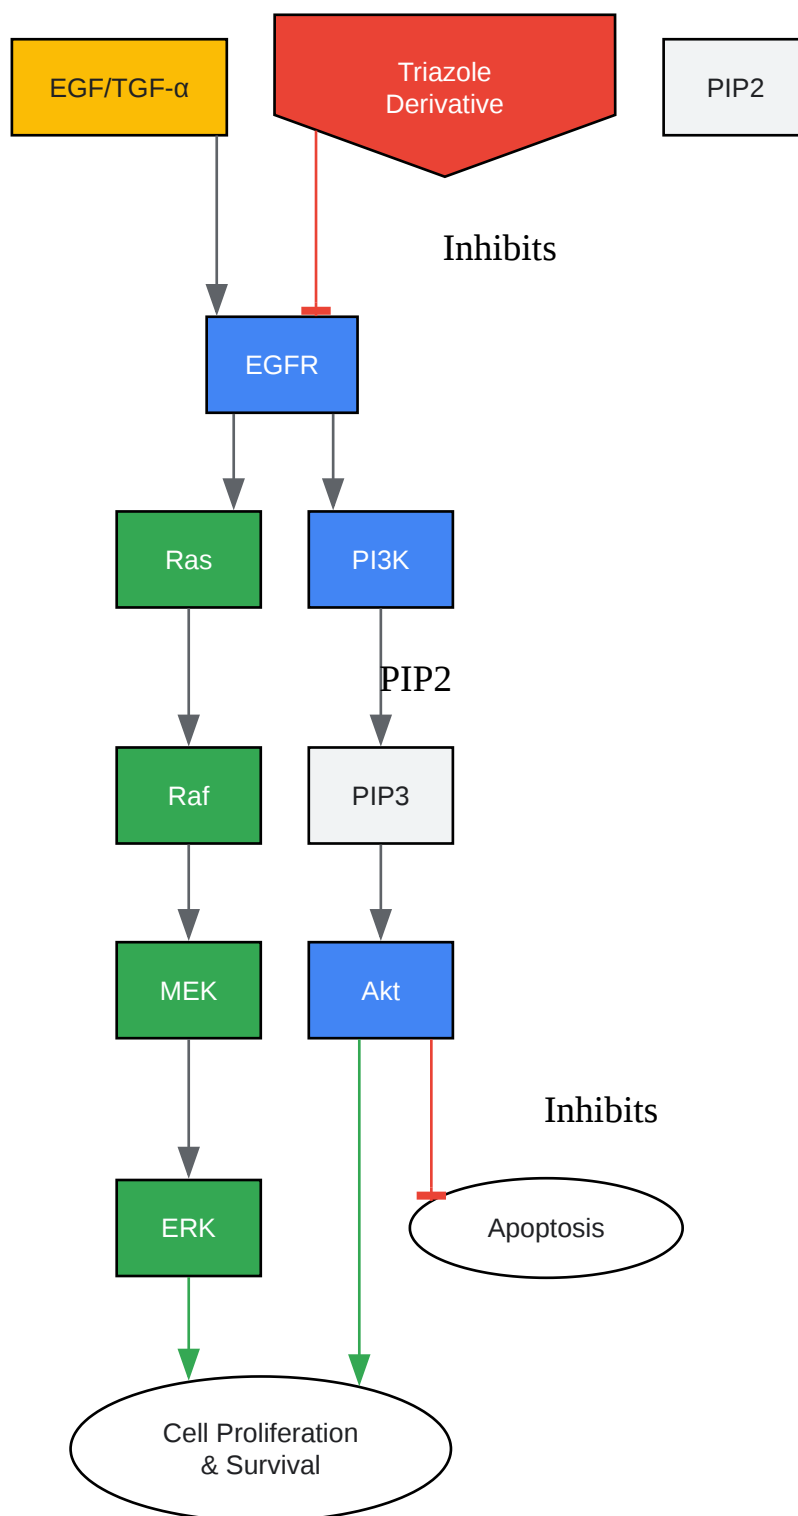 EGF/TGF-α
Triazole
Derivative
PIP2
Inhibits
EGFR
Ras
PI3K
PIP2
Raf
PIP3
MEK
Akt
Inhibits
ERK
Apoptosis
Cell Proliferation
& Survival